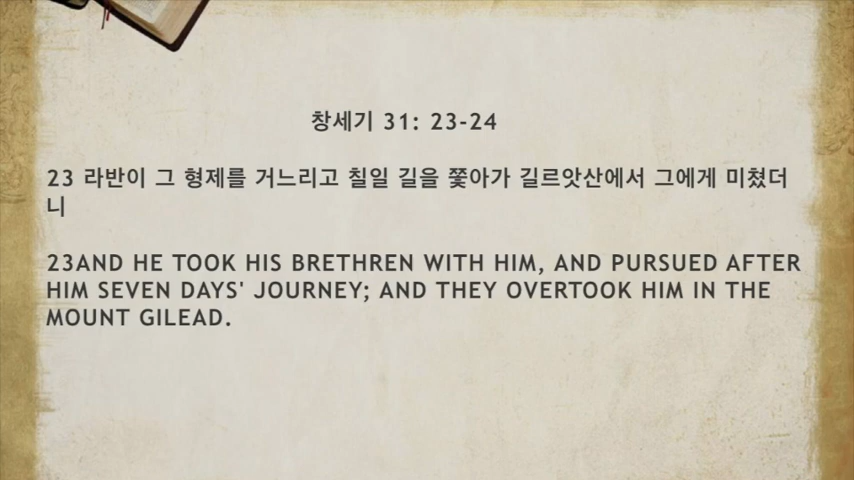 창세기 31: 23-24
23 라반이 그 형제를 거느리고 칠일 길을 쫓아가 길르앗산에서 그에게 미쳤더
니
23AND HE TOOK HIS BRETHREN WITH HIM, AND PURSUED AFTER
HIM SEVEN DAYS' JOURNEY; AND THEY OVERTOOK HIM IN THE
MOUNT GILEAD.